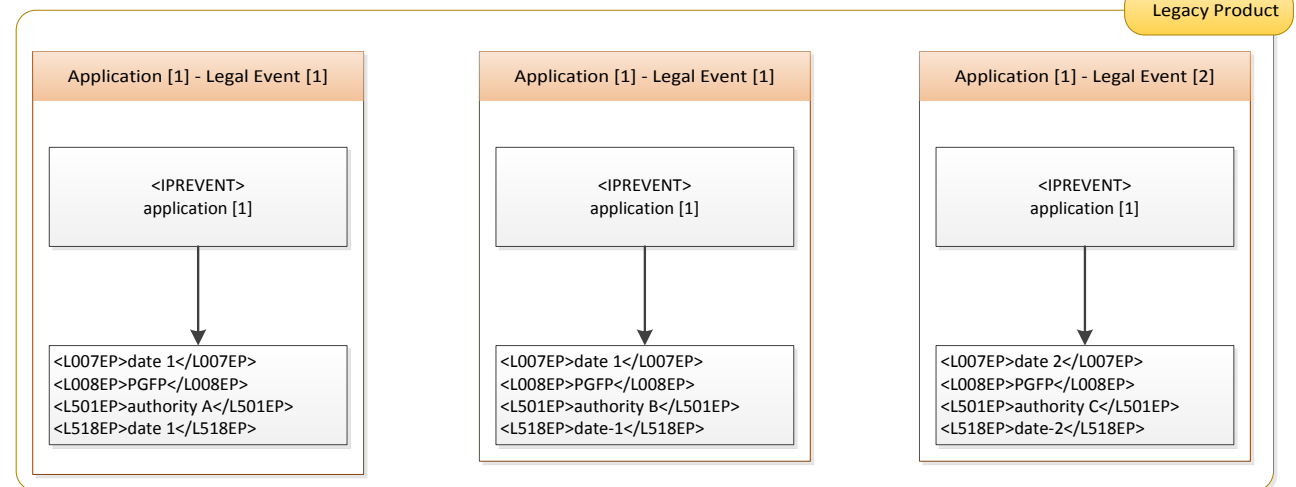 Legacy Product
Application [1] - Legal Event [1]
<IPREVENT>
application [1]
<L007EP>date 1</L007EP>
<L008EP>PGFP</L008EP>
<L501EP>authority A</L501EP>
<L518EP>date 1</L518EP>
Application [1] - Legal Event [1]
<IPREVENT>
application [1]
<L007EP>date 1</L007EP>
<L008EP>PGFP</L008EP>
<L501EP>authority B</L501EP>
<L518EP>date-1</L518EP>
Application [1] - Legal Event [2]
<IPREVENT>
application [1]
<L007EP>date 2</L007EP>
<L008EP>PGFP</L008EP>
<L501EP>authority C</L501EP>
<L518EP>date-2</L518EP>